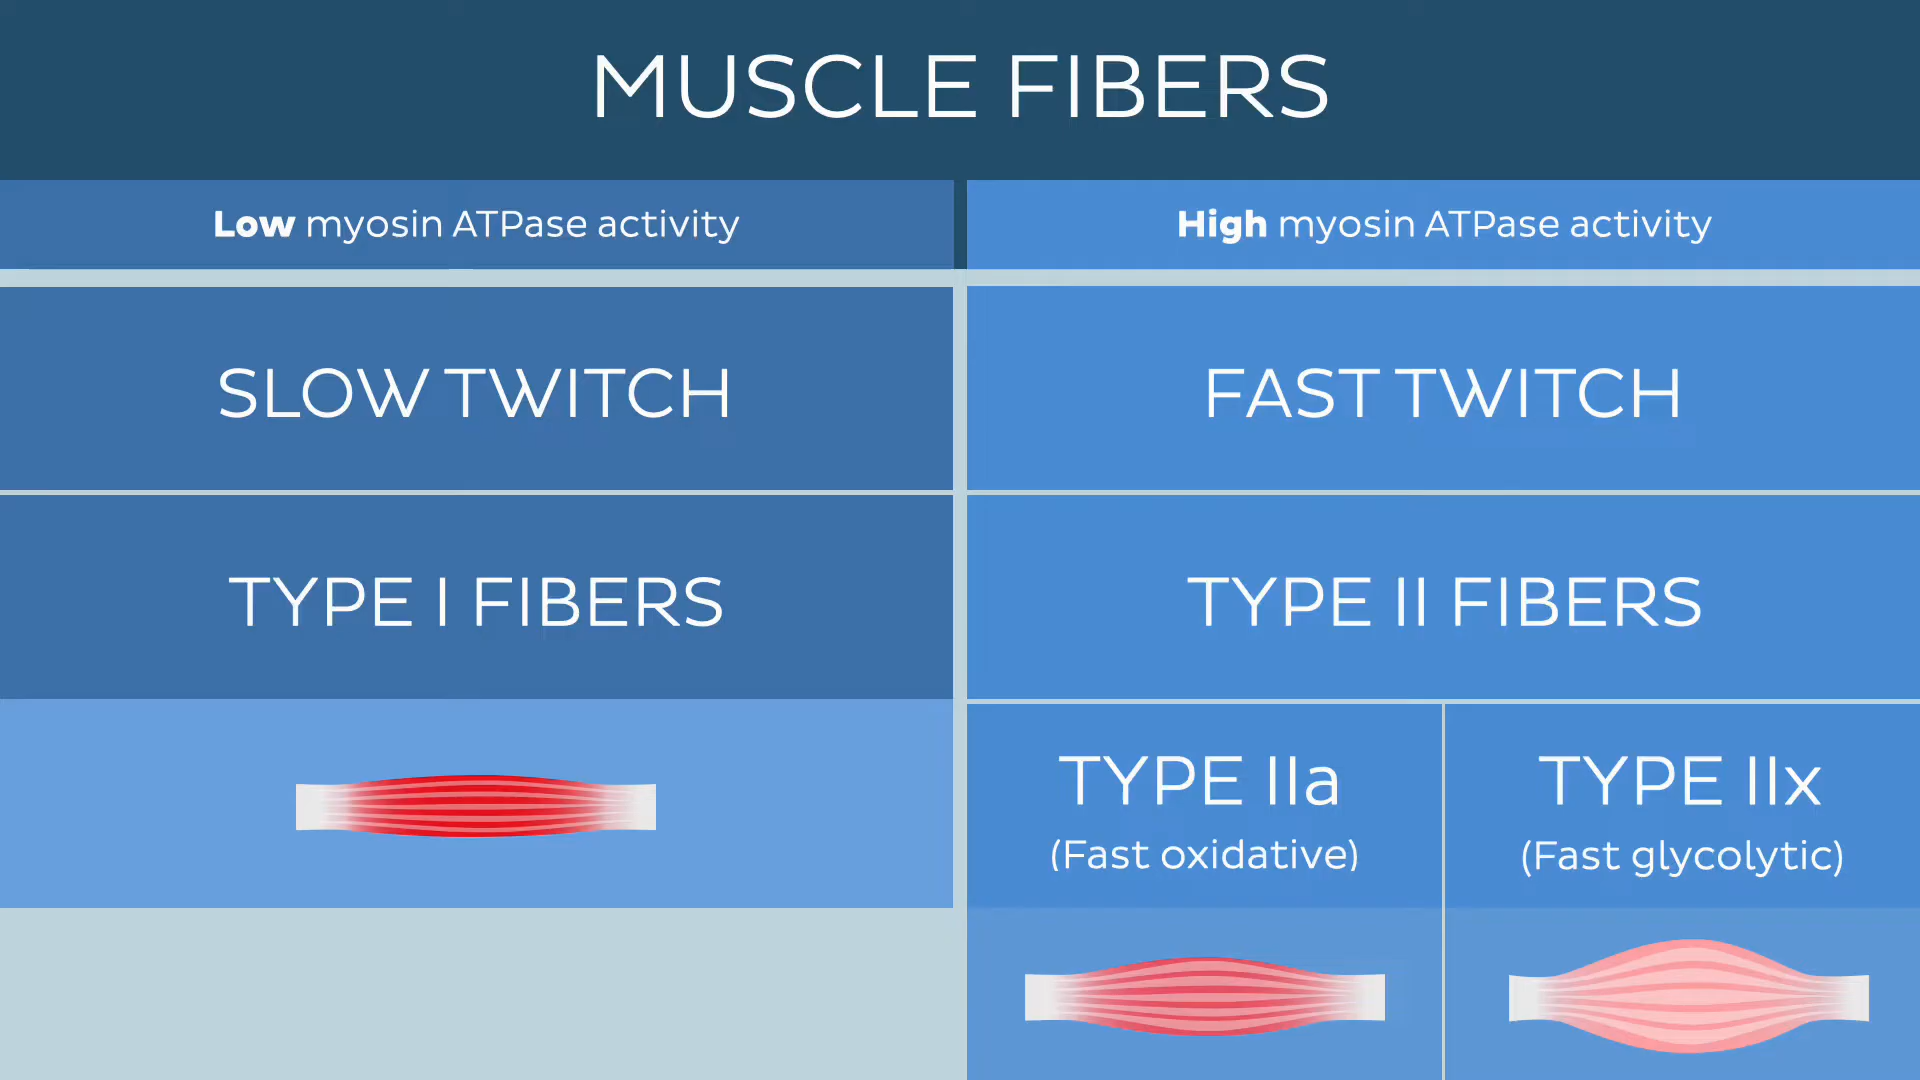 MUSCLE FIBERS
Low myosin ATPase activity
High myosin ATPase activity
SLOW TWITCH
FAST TWITCH
TYPE I FIBERS
TYPE II FIBERS
TYPE IIa
(Fast oxidative)
TYPE IIx
(Fast glycolytic)